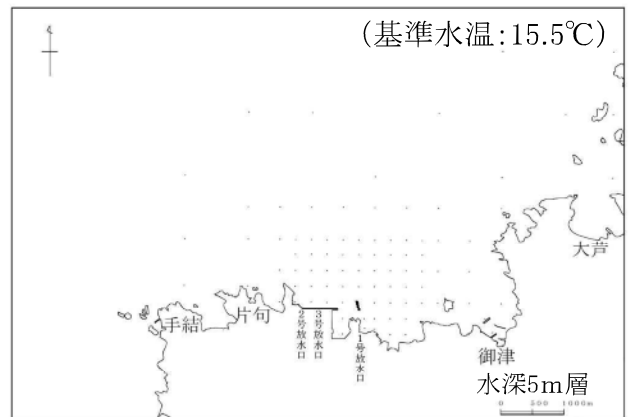 (基準水温:15.5℃)
大芦
手結
片句
2号放水口
3号放水口
1号放水口
御津
水深5m層
0 500 1000m